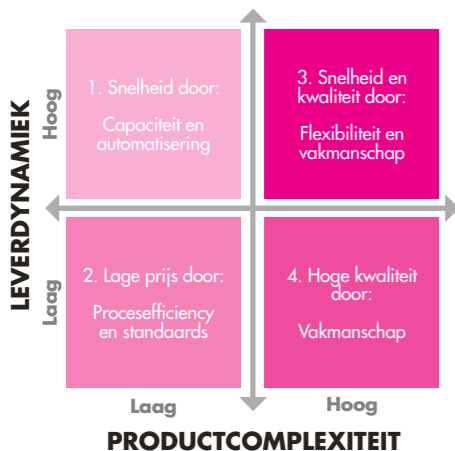 LEVERDYNAMIEK
Hoog
Laag
1. Snelheid door:
Capaciteit en
automatisering
3. Snelheid en
kwaliteit door:
Flexibiliteit en
vakmanschap
2. Lage prijs door:
Procesefficiency
en standaards
4. Hoge kwaliteit
door:
Vakmanschap
Laag
Hoog
PRODUCTCOMPLEXITEIT